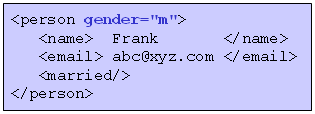 <person gender="m">
   <name>  Frank       </name>
   <email> abc@xyz.com </email>
   <married/>
</person>